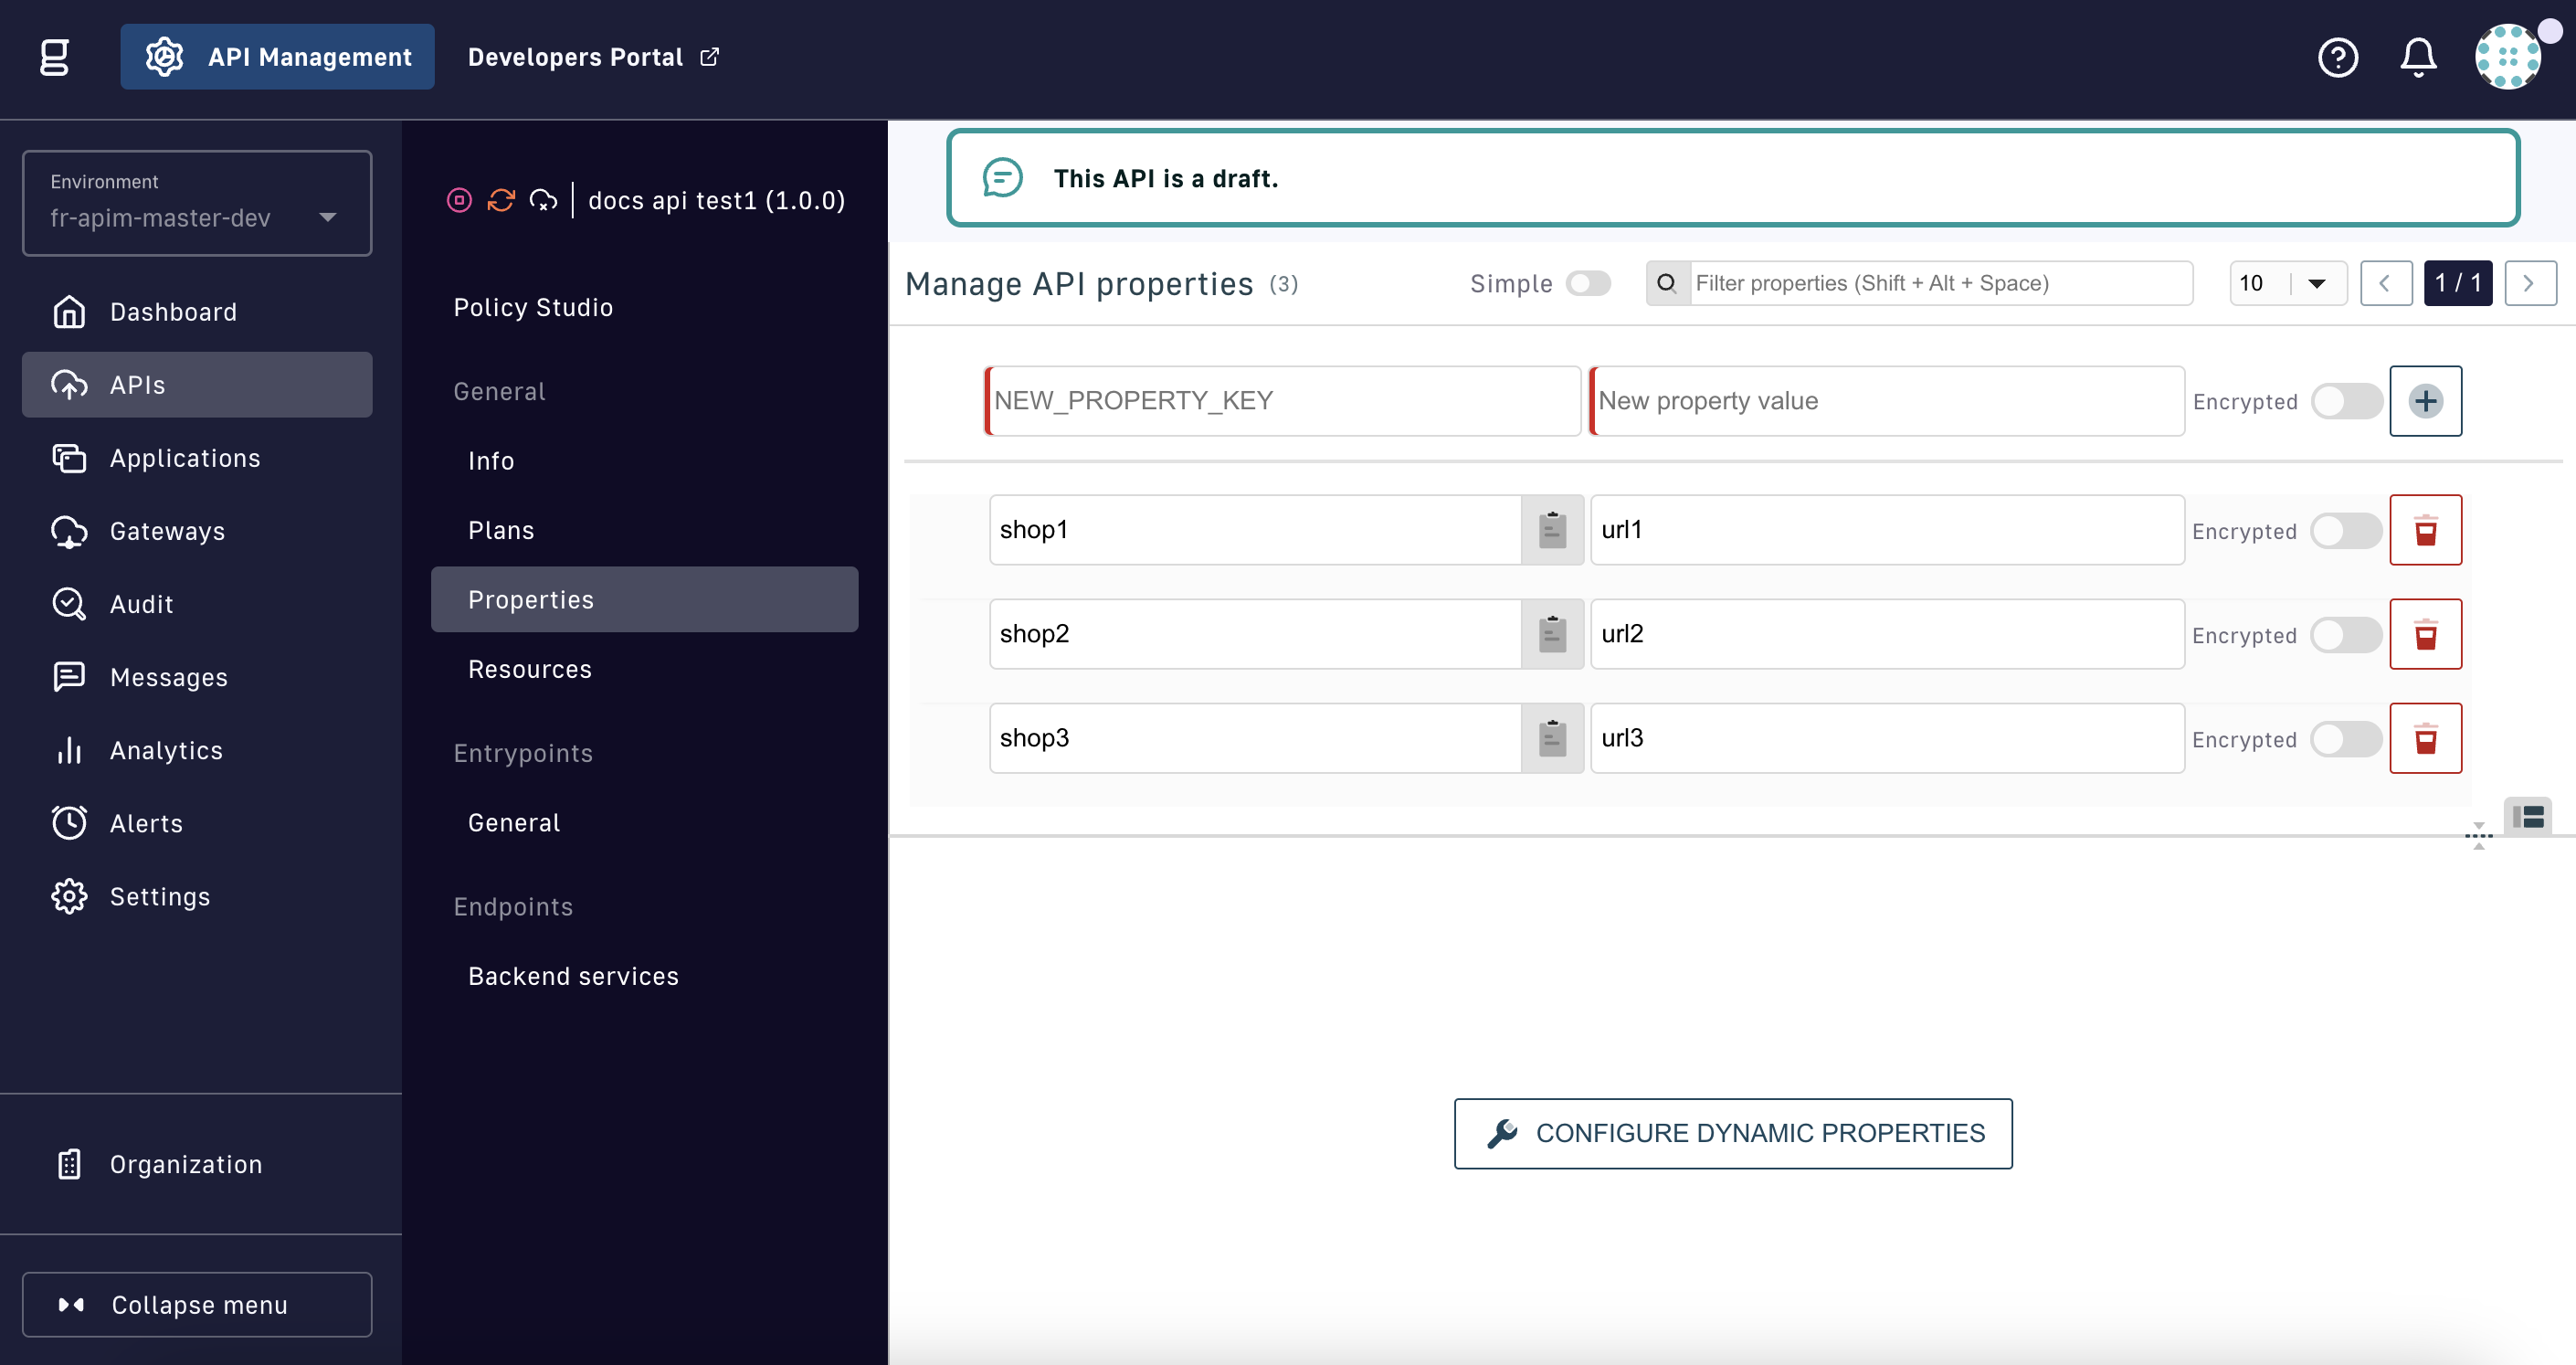 g
API Management
Developers Portal
Environment
fr-apim-master-dev
Dashboard
APIs
Applications
Gateways
Audit
Messages
Analytics
Alerts
Settings
Organization
Collapse menu
docs api test1 (1.0.0)
Policy Studio
General
Info
Plans
Properties
Resources
Entrypoints
General
Endpoints
Backend services
This API is a draft.
Manage API properties (3)
Simple
Filter properties (Shift + Alt + Space)
10
1 / 1
NEW_PROPERTY_KEY
New property value
Encrypted
shop1
url1
Encrypted
shop2
url2
Encrypted
shop3
url3
Encrypted
CONFIGURE DYNAMIC PROPERTIES